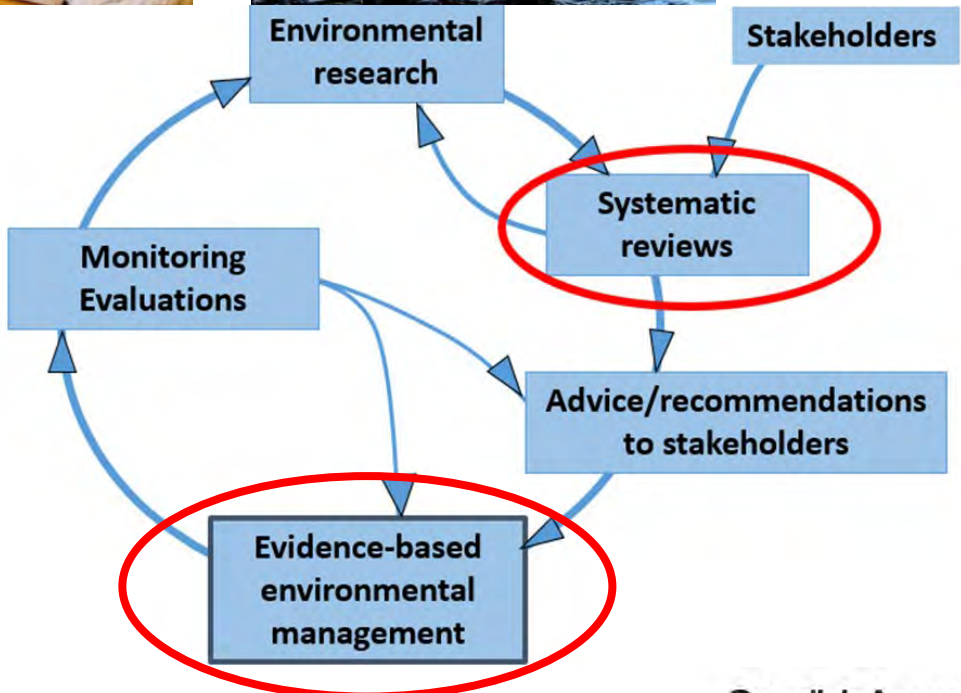 Environmental
research
Stakeholders
Systematic
reviews
Monitoring
Evaluations
Advice/recommendations
to stakeholders
Evidence-based
environmental
management